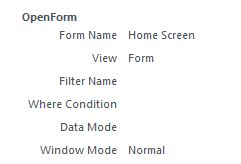 OpenForm
Form Name Home Screen
View Form
Filter Name
Where Condition
Data Mode
Window Mode Normal